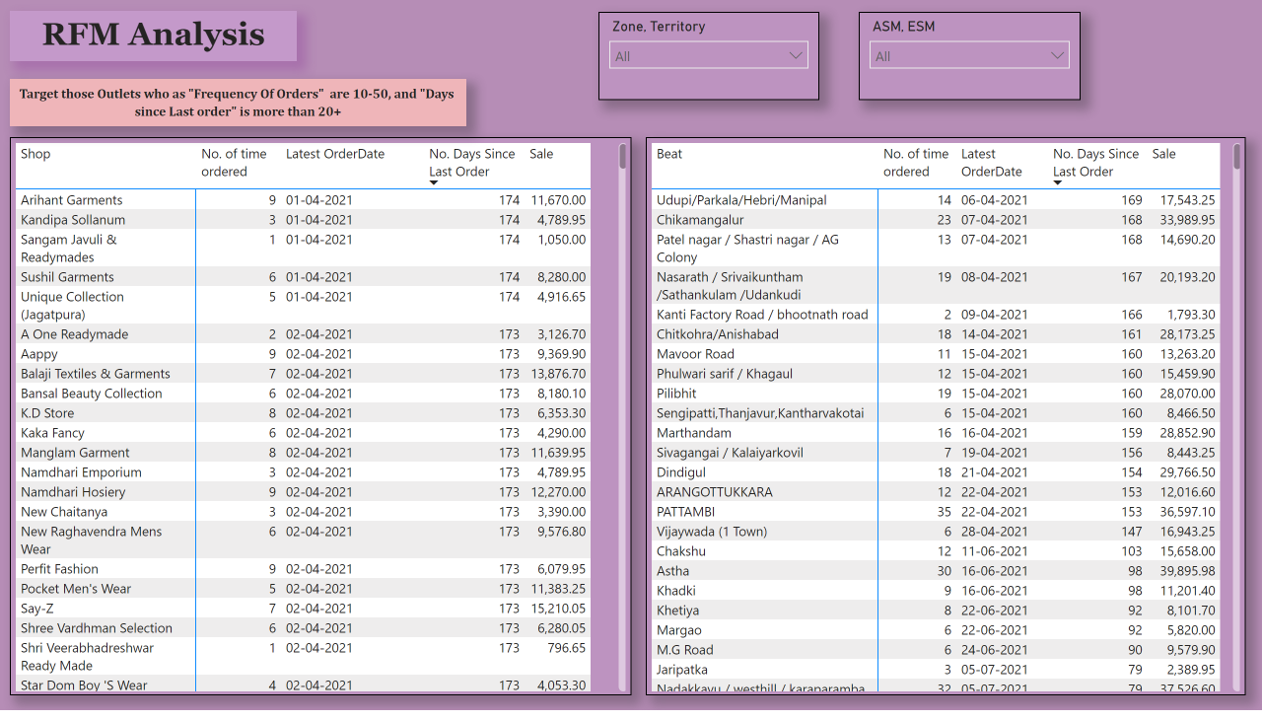 RFM Analysis
Zone, Territory
All
ASM, ESM
All
Target those Outlets who as "Frequency Of Orders" are 10-50, and "Days
since Last order" is more than 20+
Shop No. of time ordered Latest OrderDate No. Days Since Last Order Sale
Arihant Garments 9 01-04-2021 174 11,670.00
Kandipa Sollanum 3 01-04-2021 174 4,789.95
Sangam Javuli & Readymades 1 01-04-2021 174 1,050.00
Sushil Garments 6 01-04-2021 174 8,280.00
Unique Collection (Jagatpura) 5 01-04-2021 174 4,916.65
A One Readymade 2 02-04-2021 173 3,126.70
Aappy 9 02-04-2021 173 9,369.90
Balaji Textiles & Garments 7 02-04-2021 173 13,876.70
Bansal Beauty Collection 6 02-04-2021 173 8,180.10
K.D Store 8 02-04-2021 173 6,353.30
Kaka Fancy 6 02-04-2021 173 4,290.00
Manglam Garment 8 02-04-2021 173 11,639.95
Namdhari Emporium 3 02-04-2021 173 4,789.95
Namdhari Hosiery 9 02-04-2021 173 12,270.00
New Chaitanya 3 02-04-2021 173 3,390.00
New Raghavendra Mens Wear 6 02-04-2021 173 9,576.80
Perfit Fashion 9 02-04-2021 173 6,079.95
Pocket Men's Wear 5 02-04-2021 173 11,383.25
Say-Z 7 02-04-2021 173 15,210.05
Shree Vardhman Selection 6 02-04-2021 173 6,280.05
Shri Veerabhadreshwar Ready Made 1 02-04-2021 173 796.65
Star Dom Boy 'S Wear 4 02-04-2021 173 4,053.30
Beat No. of time ordered Latest OrderDate No. Days Since Last Order Sale
Udupi/Parkala/Hebri/Manipal 14 06-04-2021 169 17,543.25
Chikamangalur 23 07-04-2021 168 33,989.95
Patel nagar / Shastri nagar / AG Colony 13 07-04-2021 168 14,690.20
Nasarath / Srivaikuntham /Sathankulam /Udankudi 19 08-04-2021 167 20,193.20
Kanti Factory Road / bhootnath road 2 09-04-2021 166 1,793.30
Chitkohra/Anishabad 18 14-04-2021 161 28,173.25
Mavoor Road 11 15-04-2021 160 13,263.20
Phulwari sarif / Khagaul 12 15-04-2021 160 15,459.90
Pilibhit 19 15-04-2021 160 28,070.00
Sengipatti,Thanjavur,Kantharvakotai 6 15-04-2021 160 8,466.50
Marthandam 16 16-04-2021 159 28,852.90
Sivagangai / Kalaiyarkovil 7 19-04-2021 156 8,443.25
Dindigul 18 21-04-2021 154 29,766.50
ARANGOTTUKKARA 12 22-04-2021 153 12,016.60
PATTAMBI 35 22-04-2021 153 36,597.10
Vijaywada (1 Town) 6 28-04-2021 147 16,943.25
Chakshu 12 11-06-2021 103 15,658.00
Astha 30 16-06-2021 98 39,895.98
Khadki 9 16-06-2021 98 11,201.40
Khetiya 8 22-06-2021 92 8,101.70
Margao 6 22-06-2021 92 5,820.00
M.G Road 6 24-06-2021 90 9,579.90
Jaripatka 3 05-07-2021 79 2,389.95
Nadakkavu / westhill / karaparamba 32 05-07-2021 79 37,526.60